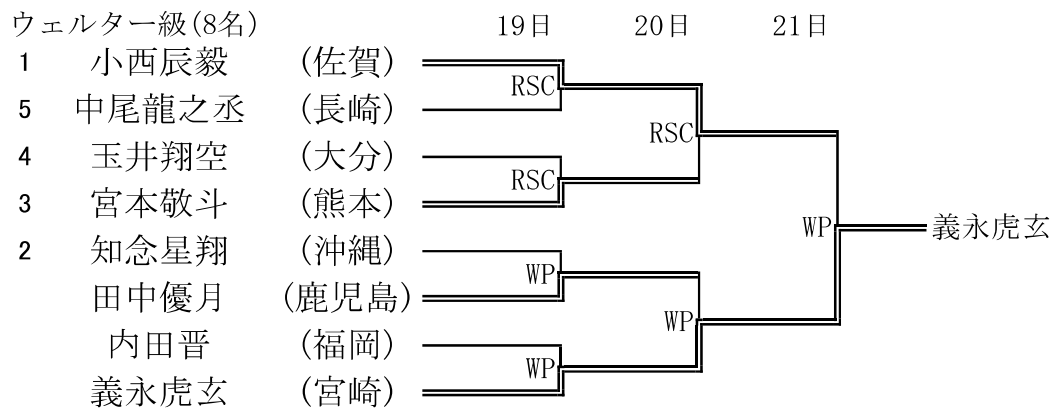 ウェルター級(8名) 19日 20日 21日
1 小西辰毅 (佐賀)
RSC
5 中尾龍之丞 (長崎)
RSC
4 玉井翔空 (大分)
RSC
3 宮本敬斗 (熊本)
WP 義永虎玄
2 知念星翔 (沖縄)
WP
田中優月 (鹿児島)
WP
内田晋 (福岡)
WP
義永虎玄 (宮崎)